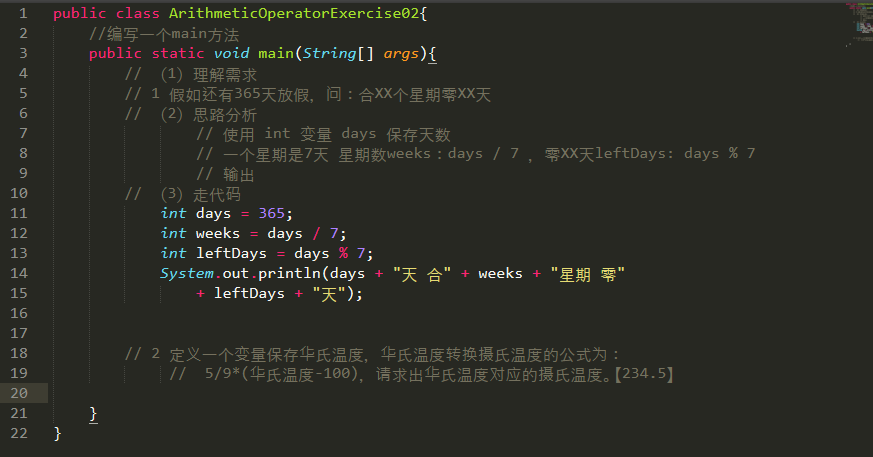 1 public class ArithmeticOperatorExercise02{
2 //编写一个main方法
3 public static void main(String[] args){
4 // （1）理解需求
5 // 1 假如还有365天放假，问：合XX个星期零XX天
6 // （2）思路分析
7 // 使用 int 变量 days 保存天数
8 // 一个星期是7天 星期数weeks：days / 7 ，零XX天leftDays: days % 7
9 // 输出
10 // （3）走代码
11 int days = 365;
12 int weeks = days / 7;
13 int leftDays = days % 7;
14 System.out.println(days + "天 合" + weeks + "星期 零"
15 + leftDays + "天");
16
17
18 // 2 定义一个变量保存华氏温度，华氏温度转换摄氏温度的公式为：
19 // 5/9*(华氏温度-100)，请求出华氏温度对应的摄氏温度。【234.5】
20
21 }
22 }